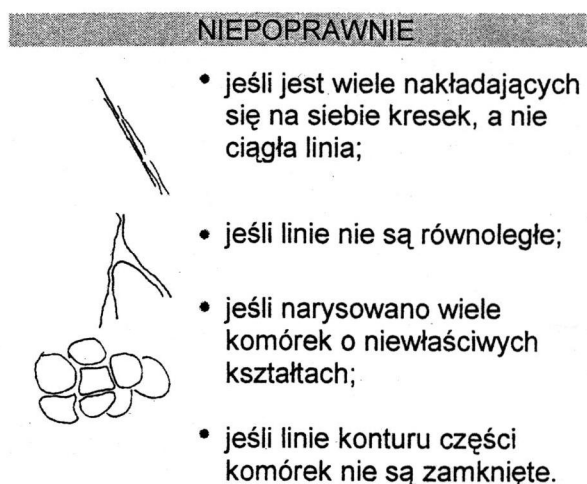 NIEPOPRAWNIE
• jeśli jest wiele nakładających
się na siebie kresek, a nie
ciągła linia;
• jeśli linie nie są równoległe;
• jeśli narysowano wiele
komórek o niewłaściwych
kształtach;
• jeśli linie konturu części
komórek nie są zamknięte.